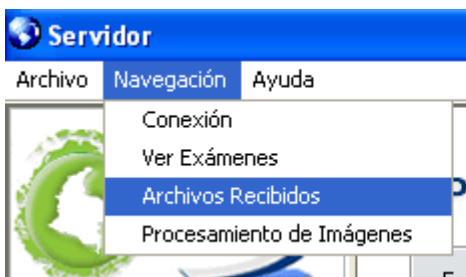 Servidor
Archivo Navegación Ayuda
Conexión
Ver Exámenes
Archivos Recibidos
Procesamiento de Imágenes